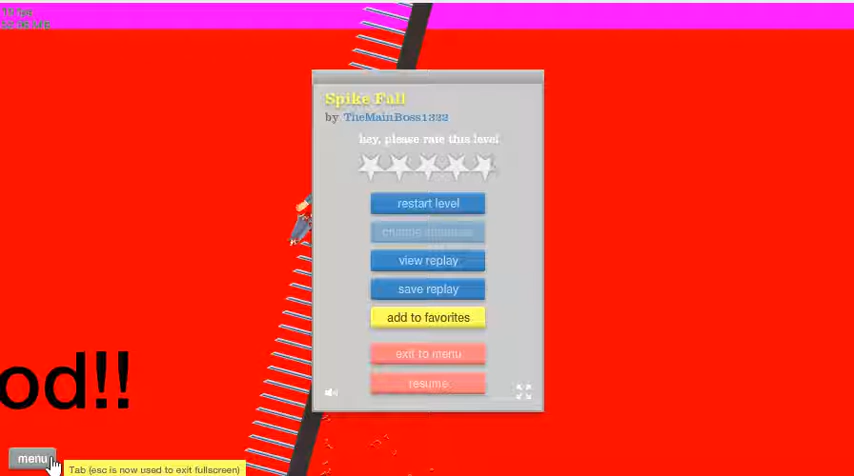 Spike Fall
by TheMainBoss1322
hey, please rate this level
restart level
view replay
save replay
add to favorites
exit to menu
resume
od!!
menu
Tab (esc is now used to exit fullscreen)